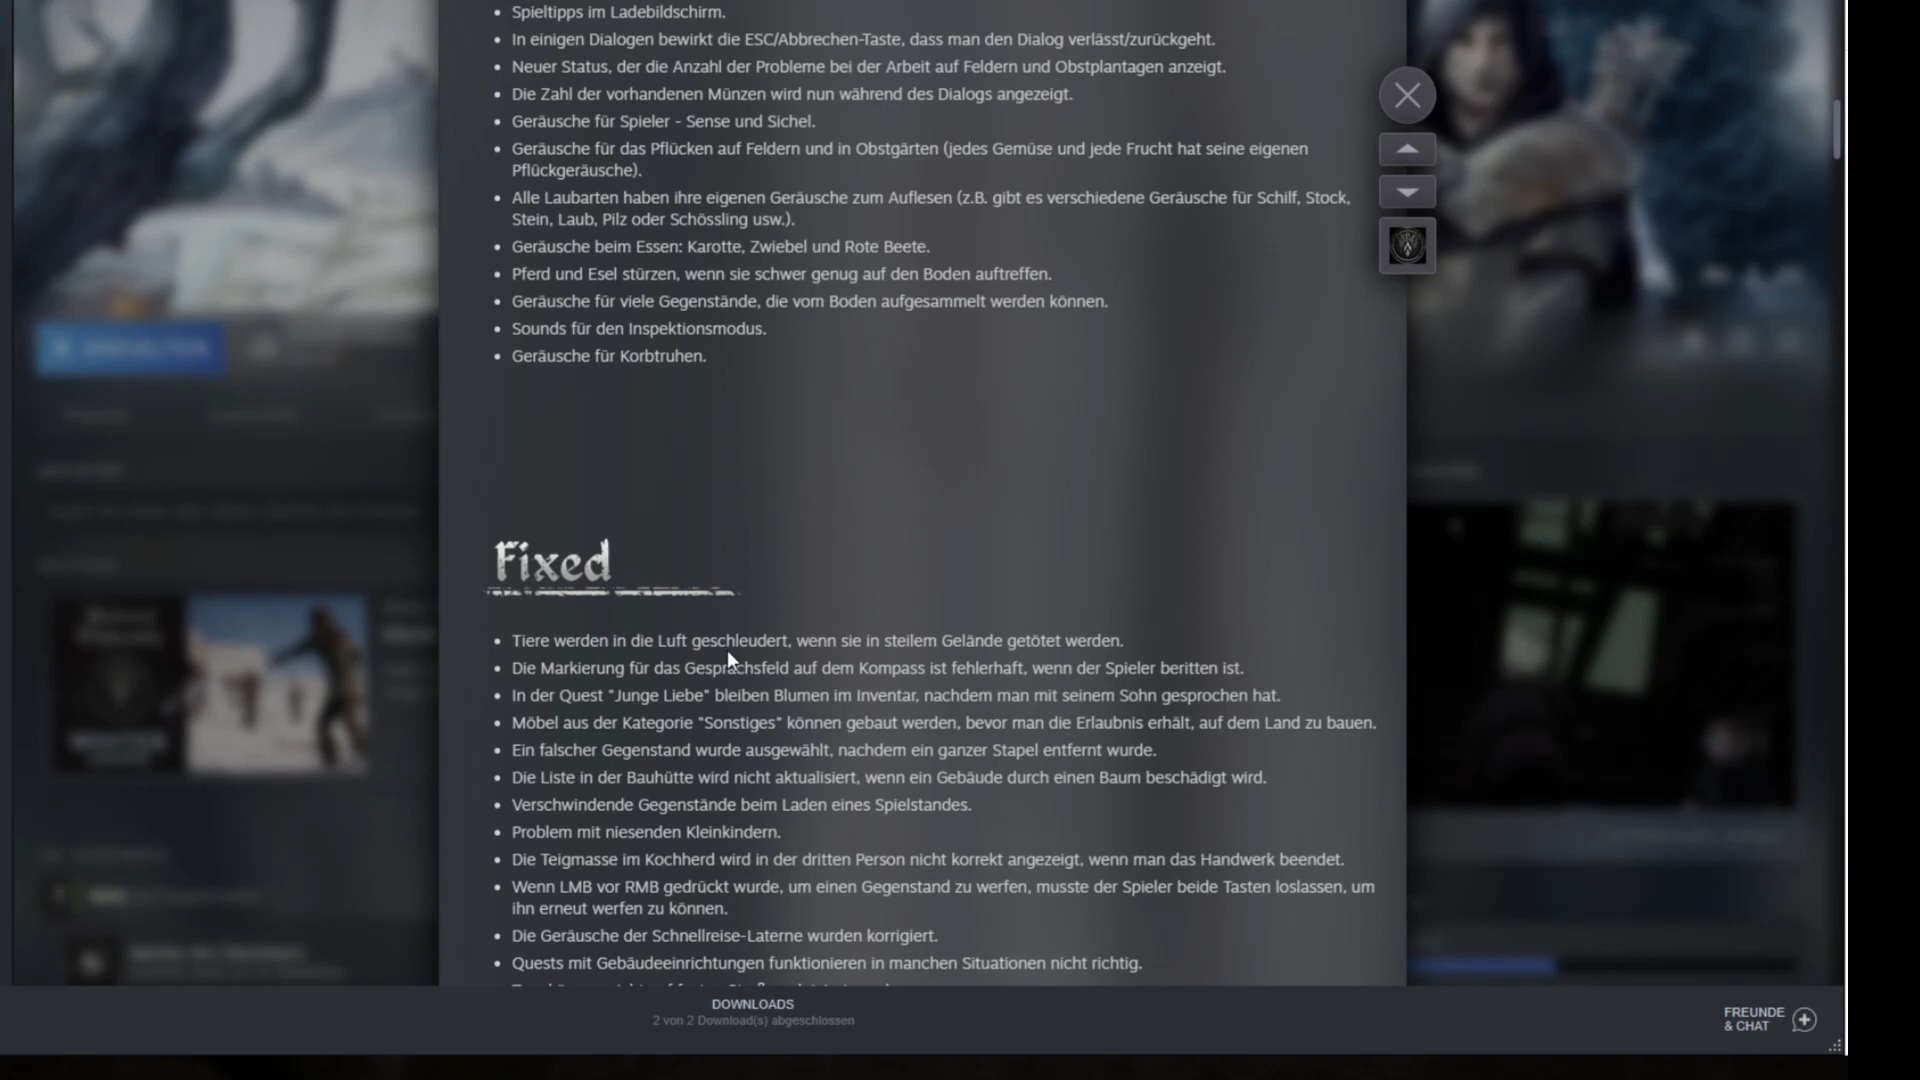 Spieltipps im Ladebildschirm.
In einigen Dialogen bewirkt die ESC/Abbrechen-Taste, dass man den Dialog verlässt/zurückgeht.
Neuer Status, der die Anzahl der Probleme bei der Arbeit auf Feldern und Obstplantagen anzeigt.
Die Zahl der vorhandenen Münzen wird nun während des Dialogs angezeigt.
Geräusche für Spieler - Sense und Sichel.
Geräusche für das Pflücken auf Feldern und in Obstgärten (jedes Gemüse und jede Frucht hat seine eigenen
Pflückgeräusche).
Alle Laubarten haben ihre eigenen Geräusche zum Auflesen (z.B. gibt es verschiedene Geräusche für Schilf, Stock,
Stein, Laub, Pilz oder Schössling usw.).
Geräusche beim Essen: Karotte, Zwiebel und Rote Beete.
Pferd und Esel stürzen, wenn sie schwer genug auf den Boden auftreffen.
Geräusche für viele Gegenstände, die vom Boden aufgesammelt werden können.
Sounds für den Inspektionsmodus.
Geräusche für Korbtruhen.
Fixed
Tiere werden in die Luft geschleudert, wenn sie in steilem Gelände getötet werden.
Die Markierung für das Gesprächsfeld auf dem Kompass ist fehlerhaft, wenn der Spieler beritten ist.
In der Quest "Junge Liebe" bleiben Blumen im Inventar, nachdem man mit seinem Sohn gesprochen hat.
Möbel aus der Kategorie "Sonstiges" können gebaut werden, bevor man die Erlaubnis erhält, auf dem Land zu bauen.
Ein falscher Gegenstand wurde ausgewählt, nachdem ein ganzer Stapel entfernt wurde.
Die Liste in der Bauhütte wird nicht aktualisiert, wenn ein Gebäude durch einen Baum beschädigt wird.
Verschwindende Gegenstände beim Laden eines Spielstandes.
Problem mit niesenden Kleinkindern.
Die Teigmasse im Kochherd wird in der dritten Person nicht korrekt angezeigt, wenn man das Handwerk beendet.
Wenn LMB vor RMB gedrückt wurde, um einen Gegenstand zu werfen, musste der Spieler beide Tasten loslassen, um
ihn erneut werfen zu können.
Die Geräusche der Schnellreise-Laterne wurden korrigiert.
Quests mit Gebäudeeinrichtungen funktionieren in manchen Situationen nicht richtig.
DOWNLOADS
2 von 2 Download(s) abgeschlossen
FREUNDE
& CHAT